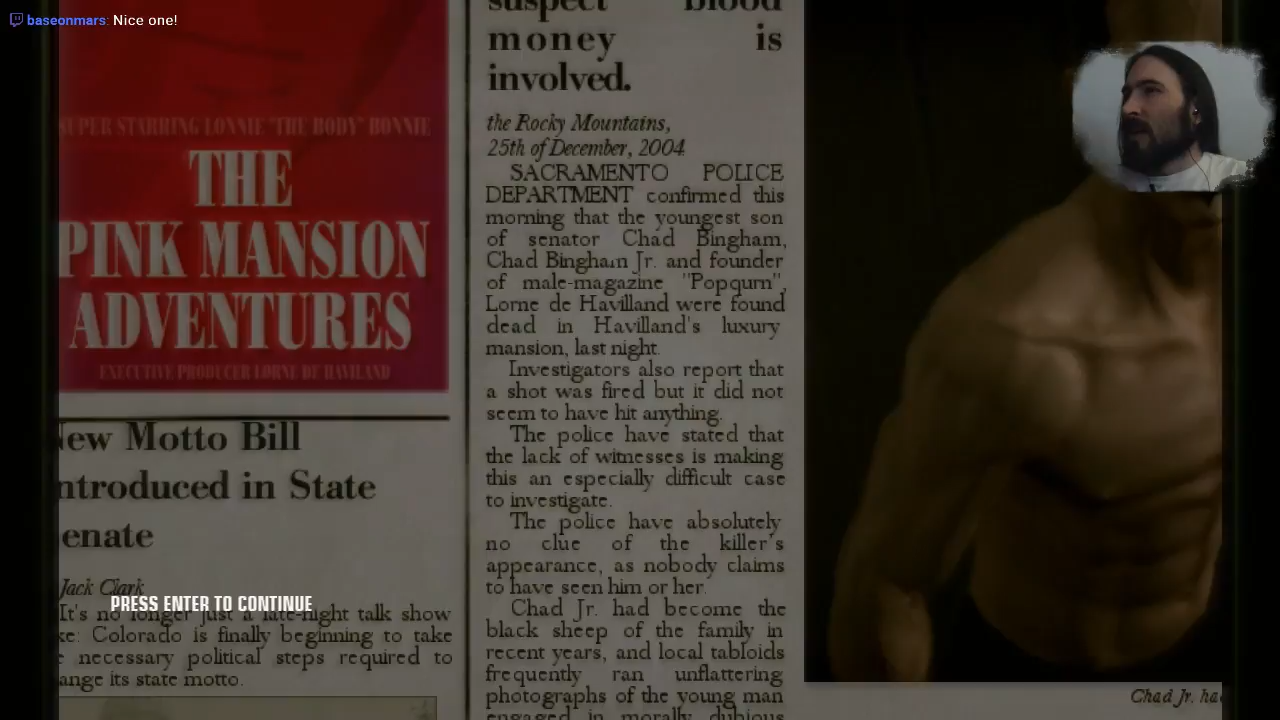 baseonmars: Nice one!
SUPER STARRING LONNIE "THE BODY" BONNIE
THE
PINK MANSION
ADVENTURES
EXECUTIVE PRODUCER LORNE DE HAVILAND
New Motto Bill
ntroduced in State
enate
Jack Clark
PRESS ENTER TO CONTINUE
It's no longer just a late-night talk show
ke: Colorado is finally beginning to take
e necessary political steps required to
ange its state motto.
suspect blood
money is
involved.
the Rocky Mountains,
25th of December, 2004
SACRAMENTO POLICE
DEPARTMENT confirmed this
morning that the youngest son
of senator Chad Bingham,
Chad Bingham Jr. and founder
of male-magazine "Popqurn",
Lorne de Havilland were found
dead in Havilland's luxury
mansion, last night.
Investigators also report that
a shot was fired but it did not
seem to have hit anything.
The police have stated that
the lack of witnesses is making
this an especially difficult case
to investigate.
The police have absolutely
no clue of the killer's
appearance, as nobody claims
to have seen him or her.
Chad Jr. had become the
black sheep of the family in
recent years, and local tabloids
frequently ran unflattering
photographs of the young man
engaged in morally dubious
Chad Jr. had